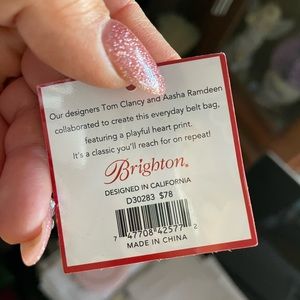 Our designers Tom Clancy and Aasha Ramdeen
collaborated to create this everyday belt bag,
featuring a playful heart print.
It's a classic you'll reach for on repeat!
Brighton®
DESIGNED IN CALIFORNIA
D30283 $78
7 47708 42577 2
MADE IN CHINA